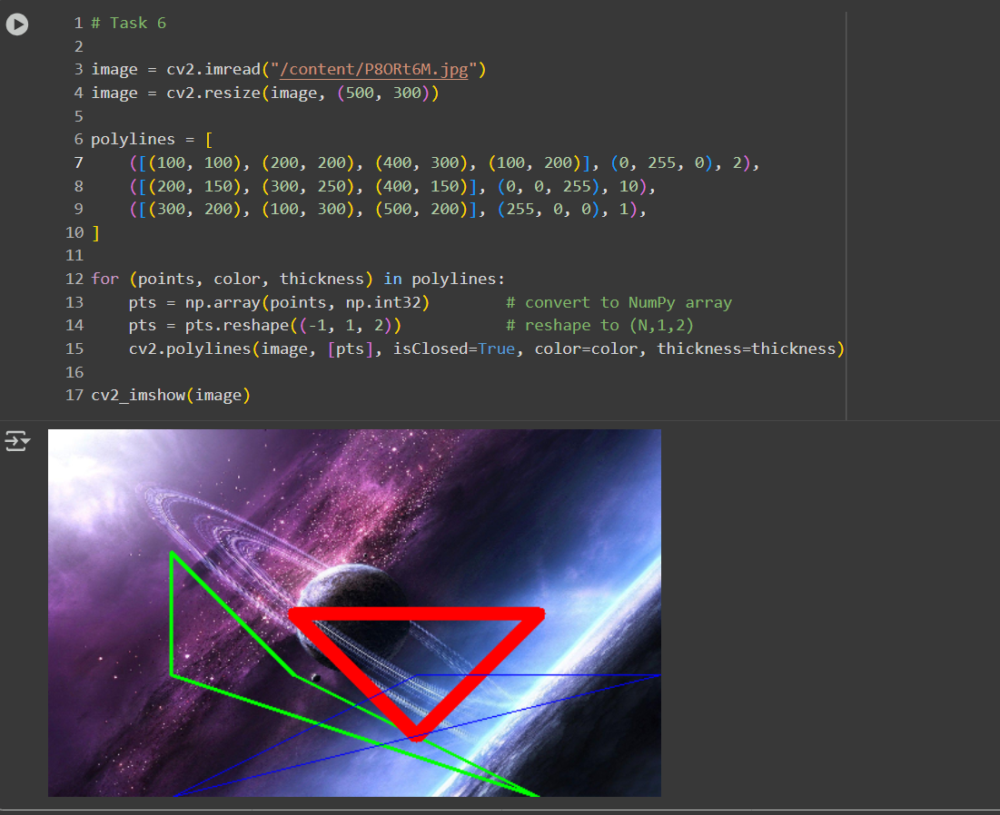 1 # Task 6
2
3 image = cv2.imread("/content/P8ORt6M.jpg")
4 image = cv2.resize(image, (500, 300))
5
6 polylines = [
7     ([(100, 100), (200, 200), (400, 300), (100, 200)], (0, 255, 0), 2),
8     ([(200, 150), (300, 250), (400, 150)], (0, 0, 255), 10),
9     ([(300, 200), (100, 300), (500, 200)], (255, 0, 0), 1),
10 ]
11
12 for (points, color, thickness) in polylines:
13     pts = np.array(points, np.int32)        # convert to NumPy array
14     pts = pts.reshape((-1, 1, 2))           # reshape to (N,1,2)
15     cv2.polylines(image, [pts], isClosed=True, color=color, thickness=thickness)
16
17 cv2_imshow(image)